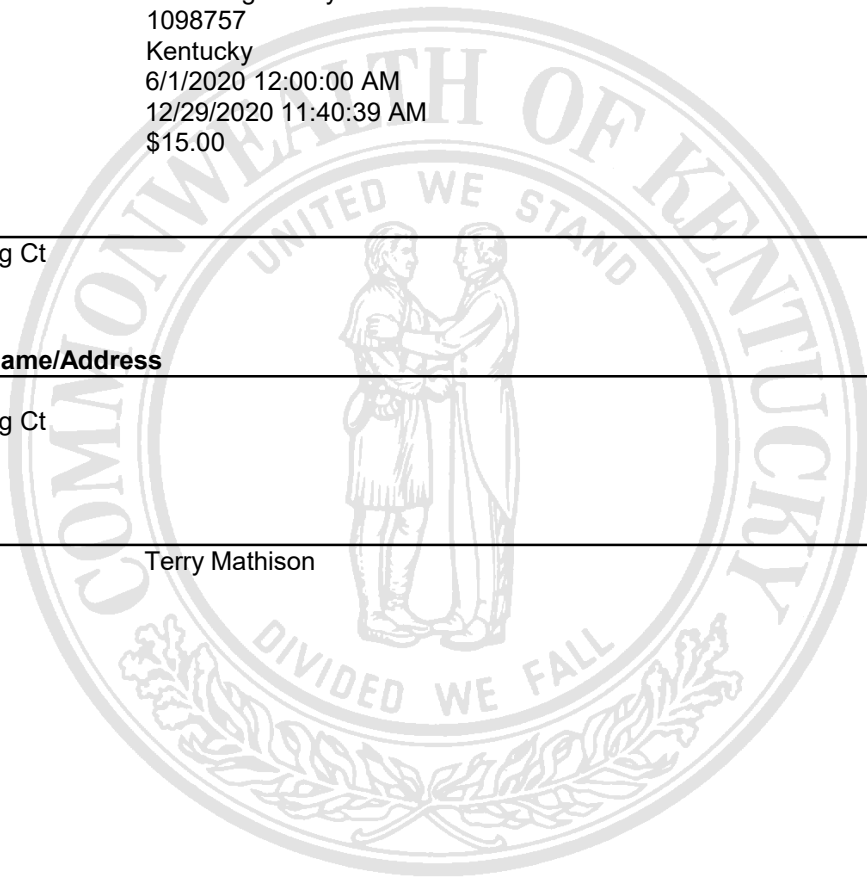 1098757
Kentucky
6/1/2020 12:00:00 AM
12/29/2020 11:40:39 AM
$15.00
g Ct
ame/Address
g Ct
Terry Mathison
COMMONWEALTH OF KENTUCKY
UNITED WE STAND
DIVIDED WE FALL